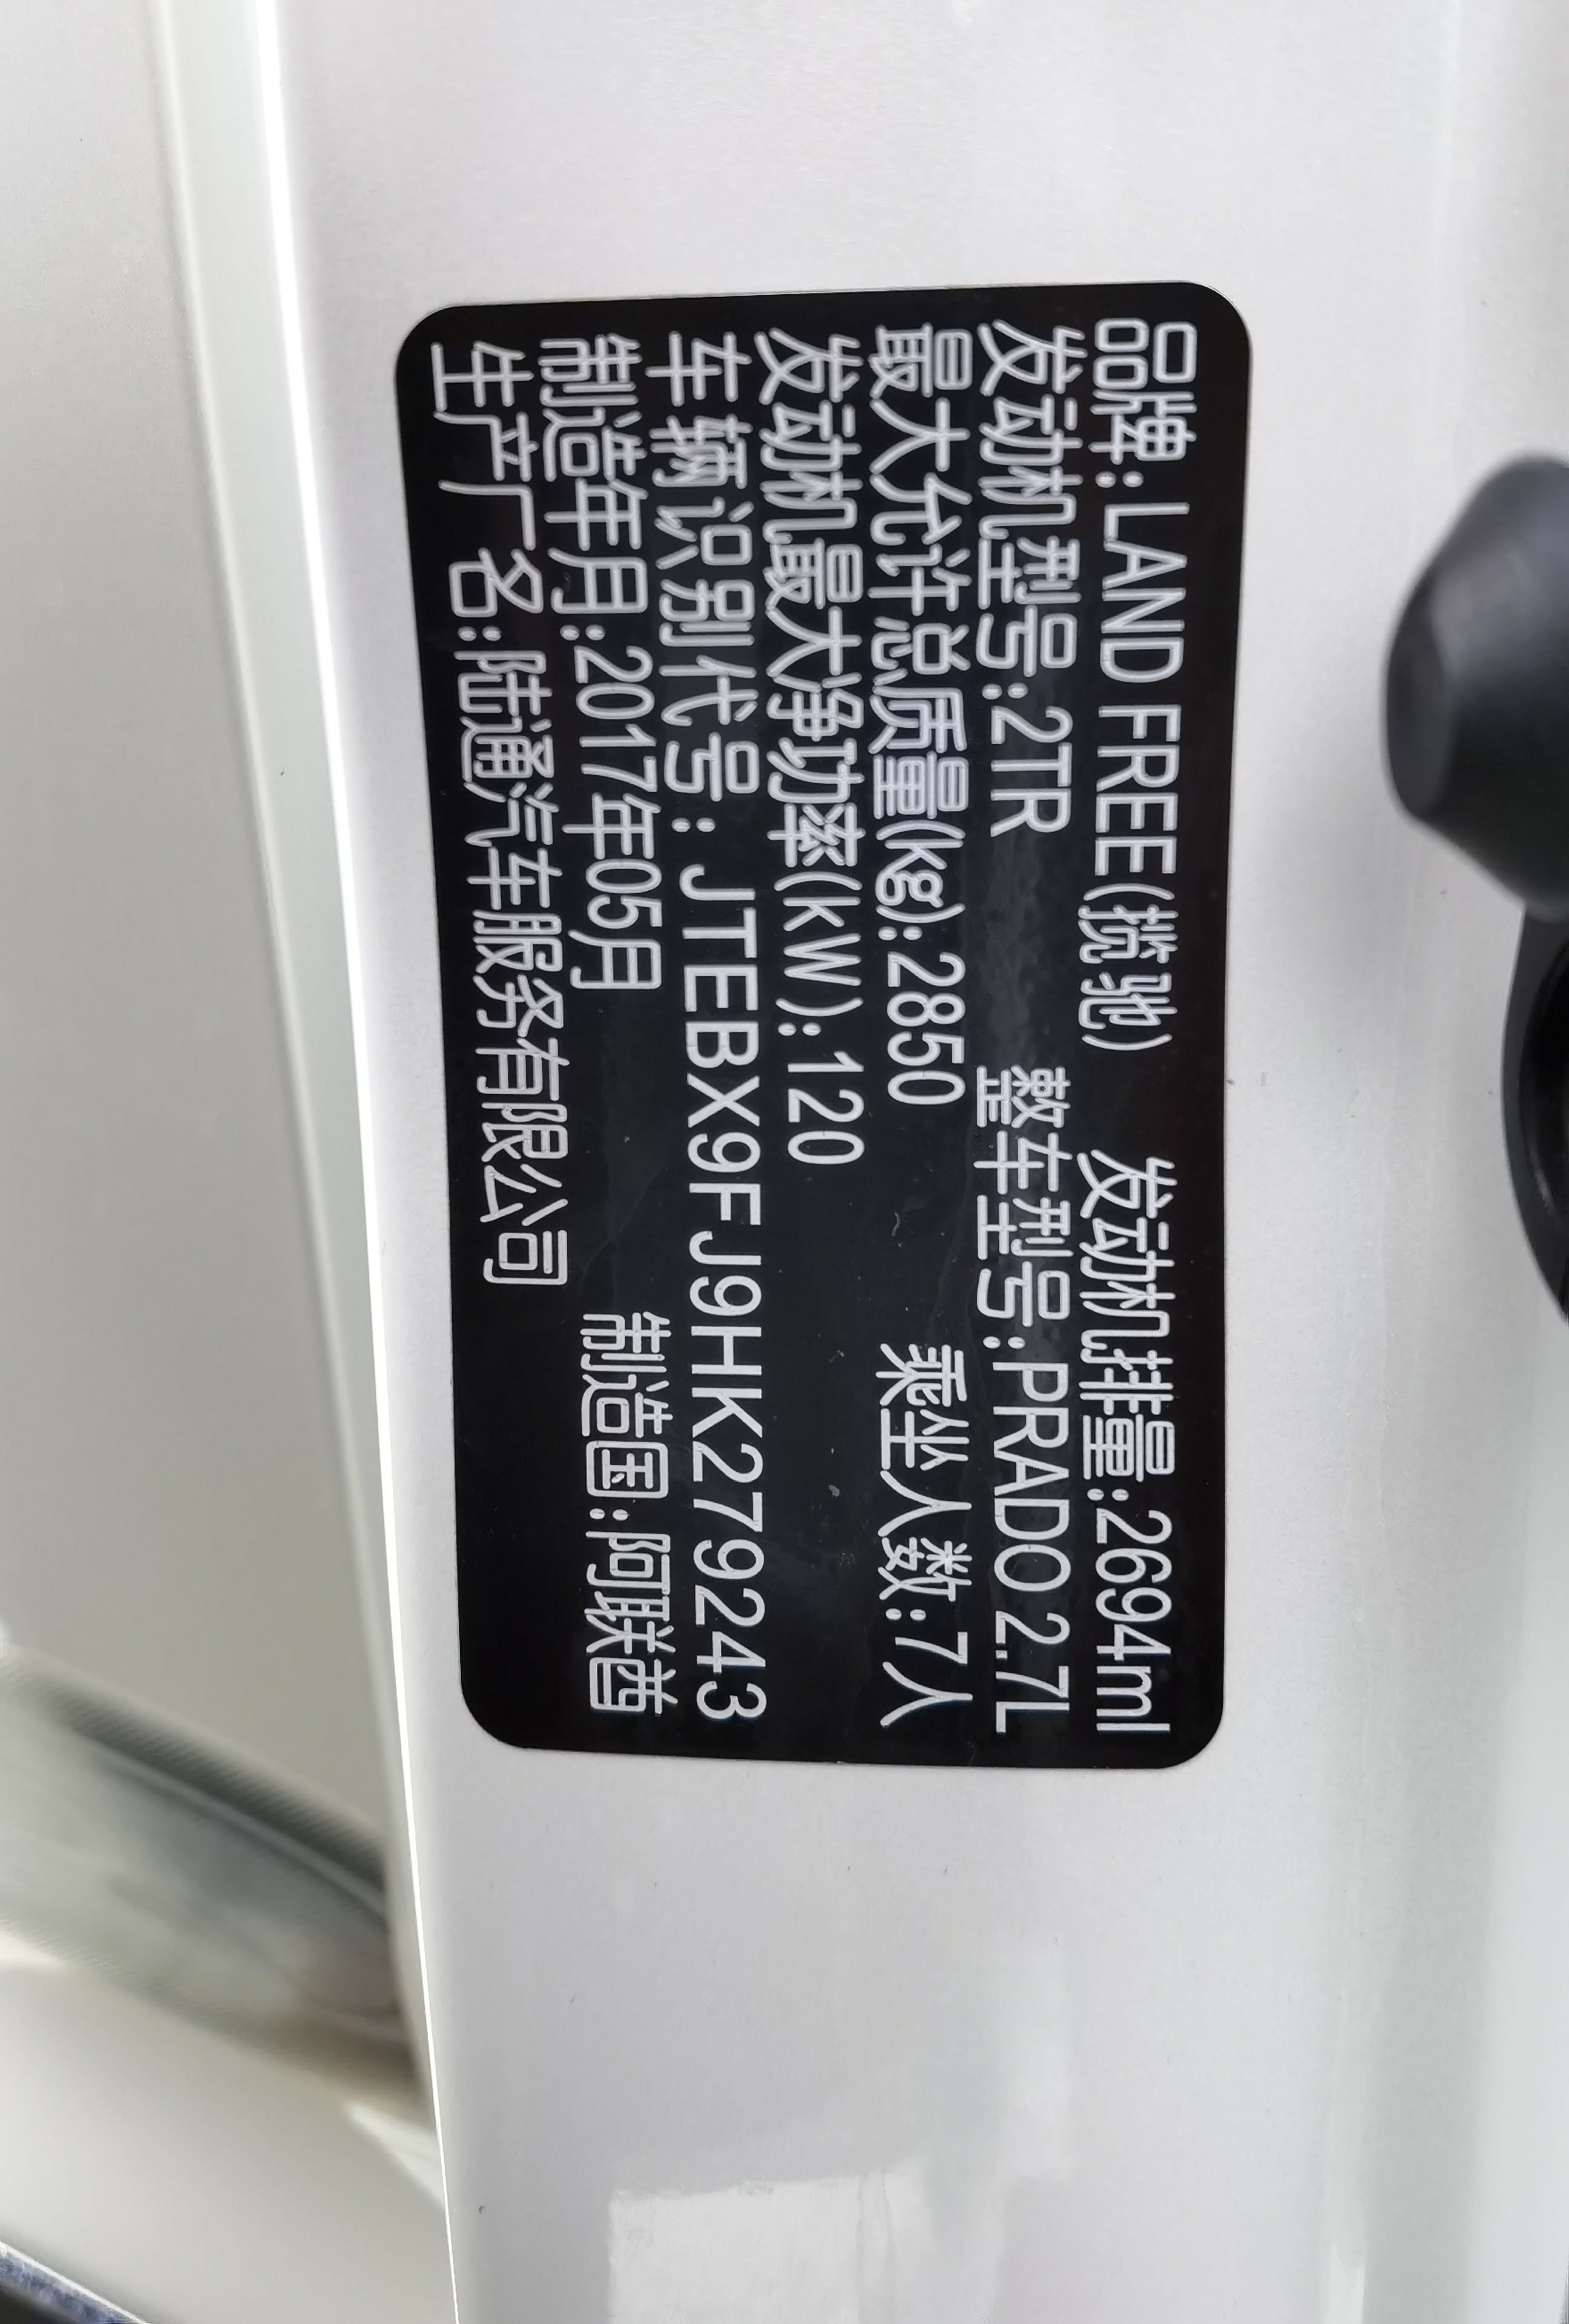 品牌:LAND FREE(揽驰) 发动机排量:2694ml
发动机型号:2TR 整车型号:PRADO 2.7L
最大允许总质量(kg):2850 乘坐人数:7人
发动机最大净功率(kW):120
车辆识别代号:JTEBX9FJ9HK279243
制造年月:2017年05月 制造国:阿联酋
生产厂名:陆通汽车服务有限公司